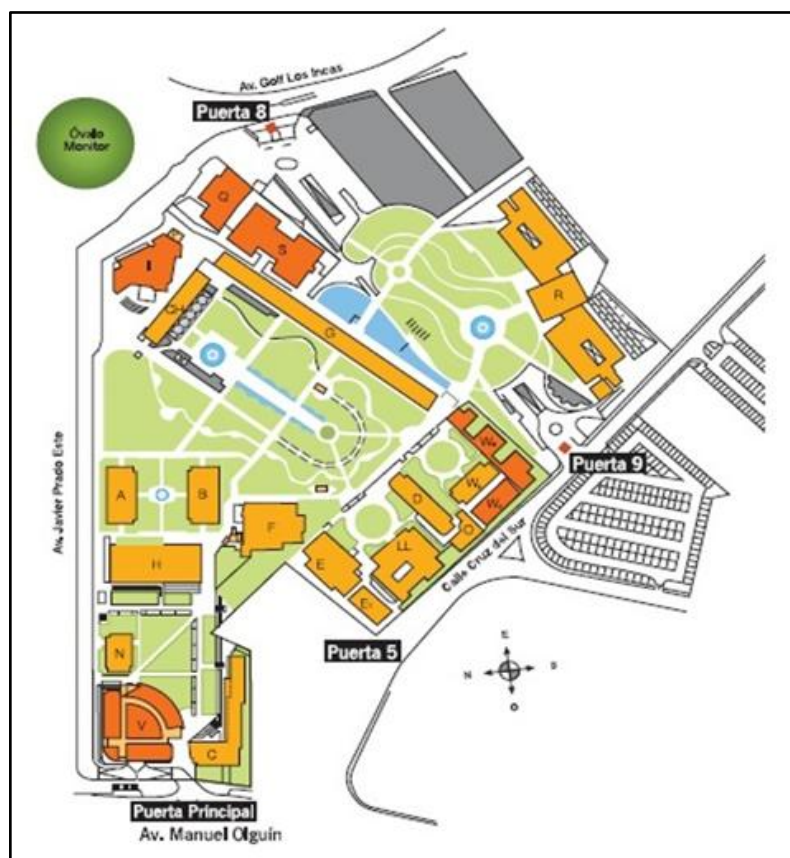 Av. Golf Los Incas
Puerta 8
Óvalo
Monitor
Q
S
I
CH
G
R
W
W
W
Puerta 9
Av. Javier Prado Este
A
B
D
O
F
LL
Calle Cruz del Sur
H
E
E1
Puerta 5
N
E
N
S
O
V
C
Puerta Principal
Av. Manuel Olguín